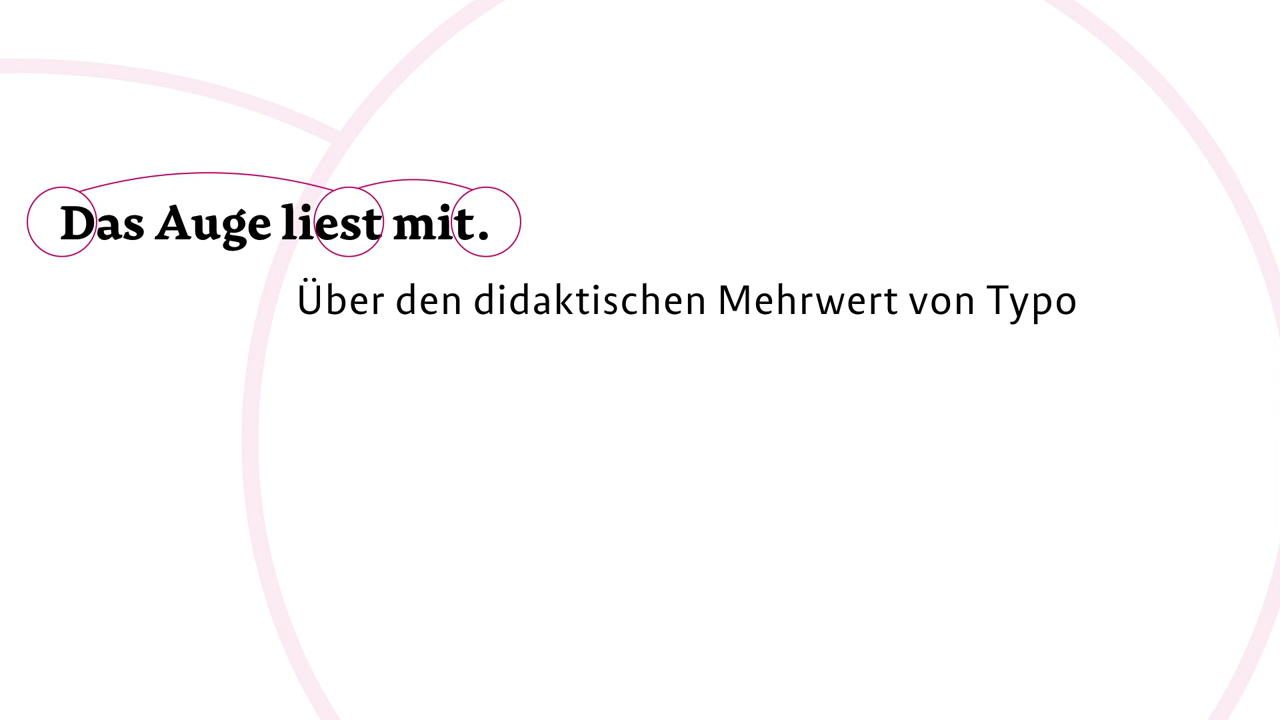 Das Auge liest mit.
Über den didaktischen Mehrwert von Typo